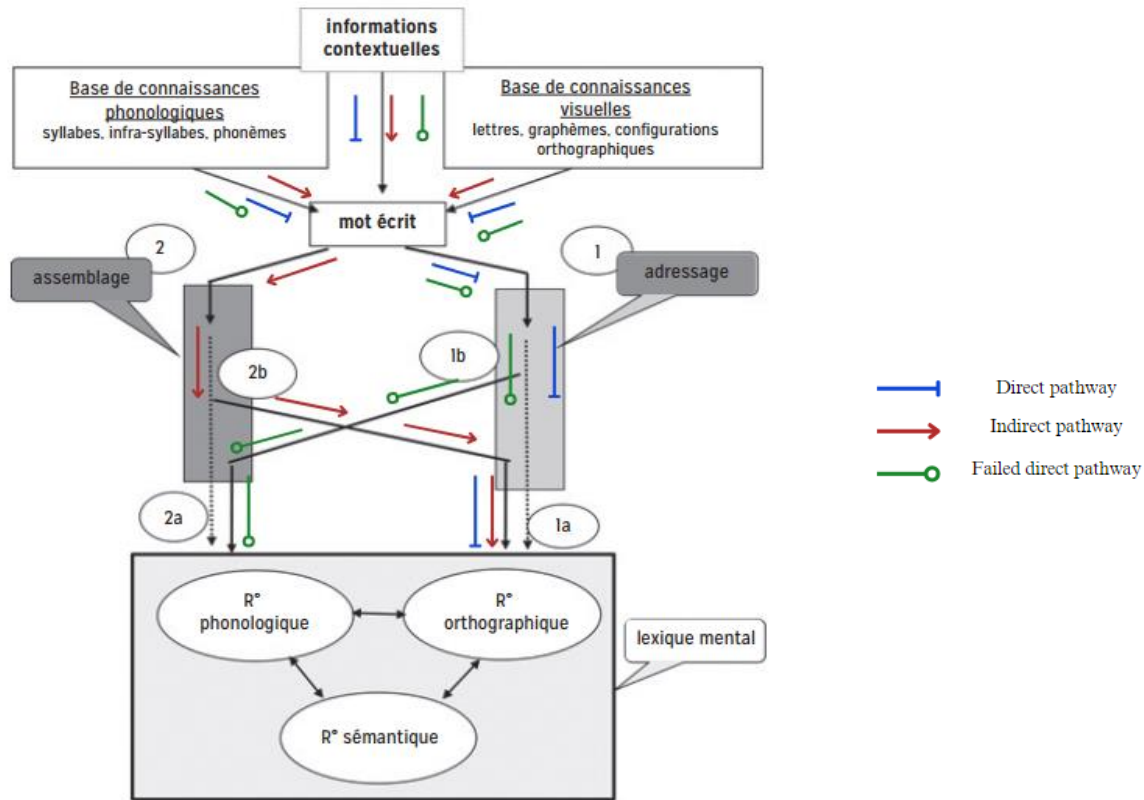 informations
contextuelles
Base de connaissances
phonologiques
syllabes, infra-syllabes, phonèmes
Base de connaissances
visuelles
lettres, graphèmes, configurations
orthographiques
mot écrit
2
1
assemblage
adressage
2b
1b
Direct pathway
Indirect pathway
Failed direct pathway
2a
1a
R°
phonologique
R°
orthographique
lexique mental
R° sémantique